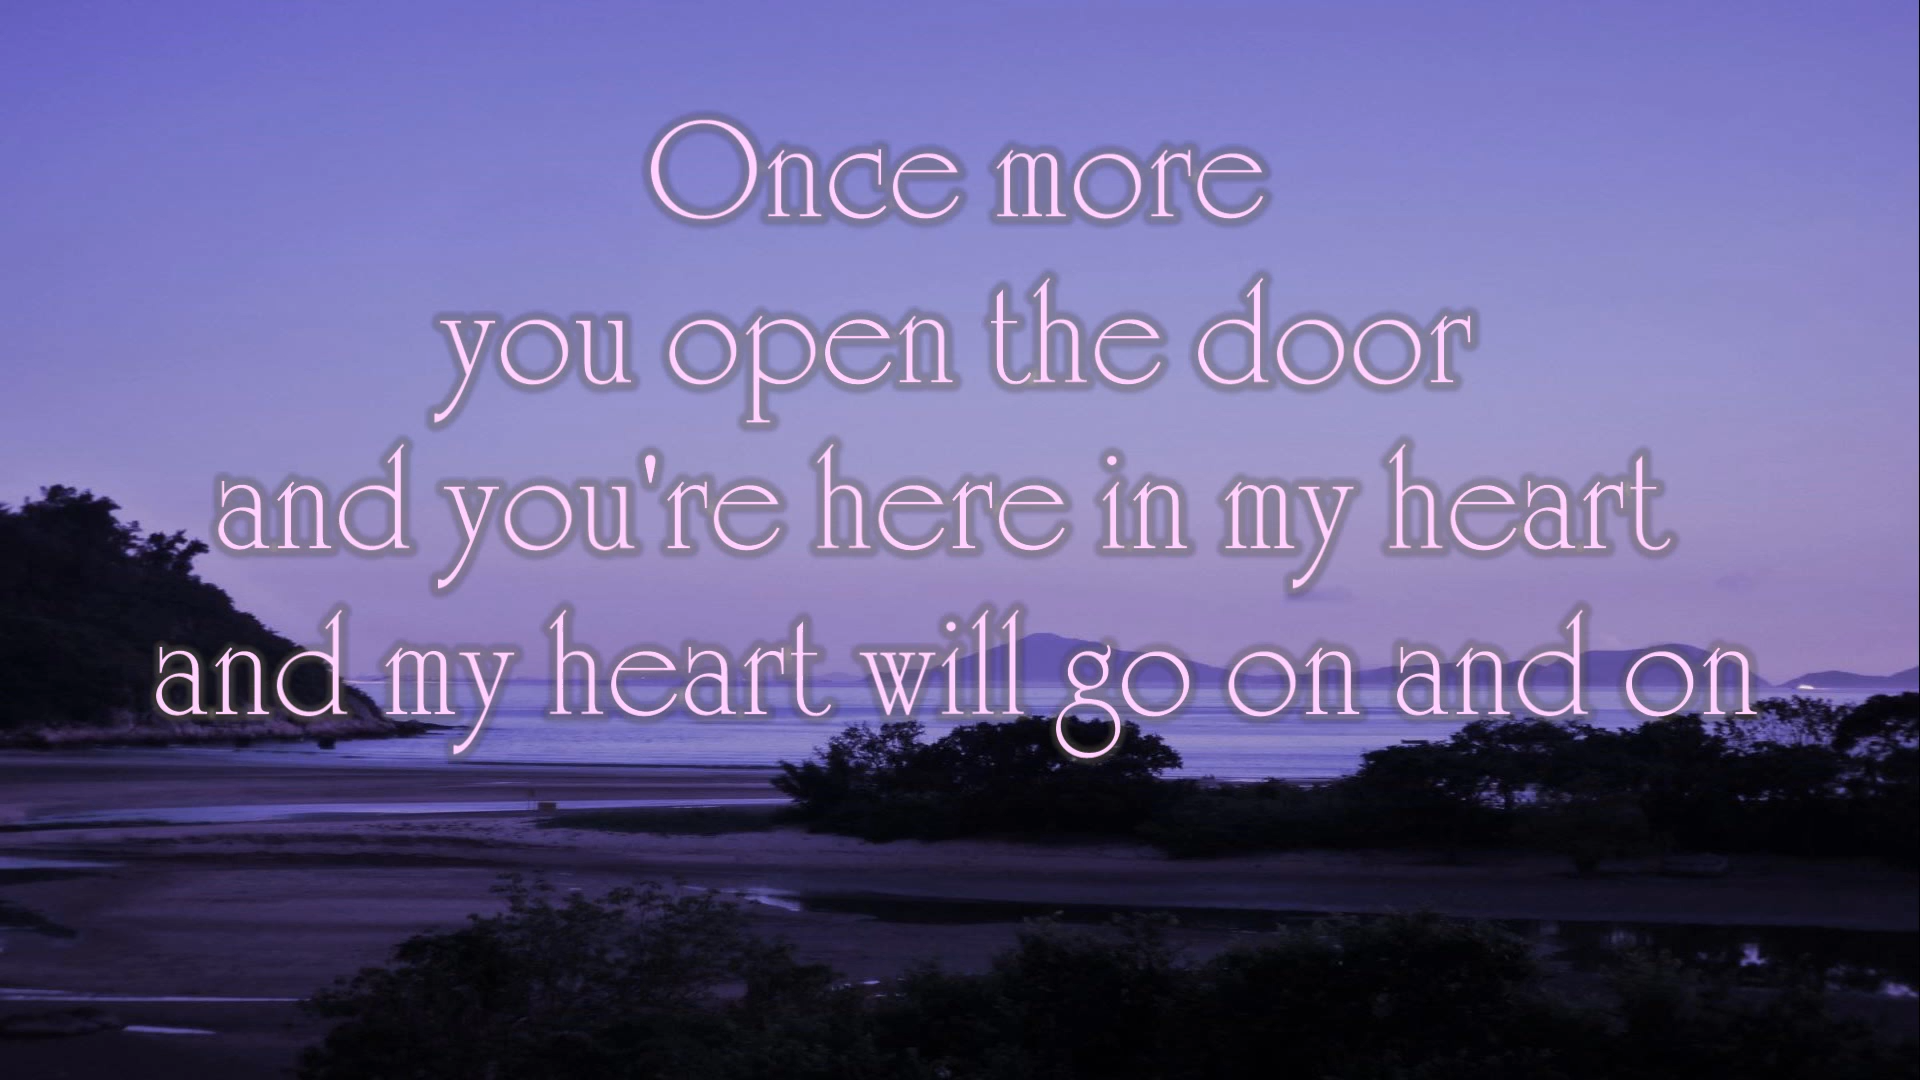 Once more
you open the door
and you're here in my heart
and my heart will go on and on